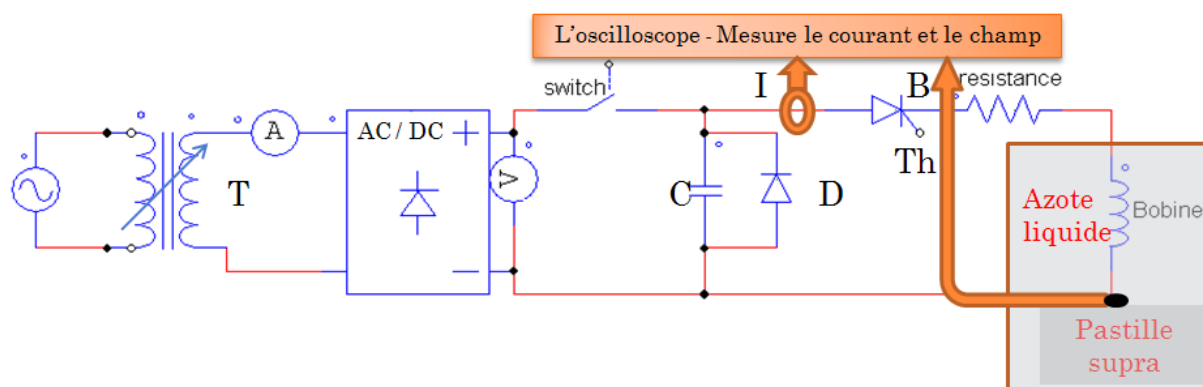 L'oscilloscope - Mesure le courant et le champ
switch
I
B
resistance
A
AC / DC
+
T
V
C
D
Th
Azote
liquide
Bobine
−
Pastille
supra